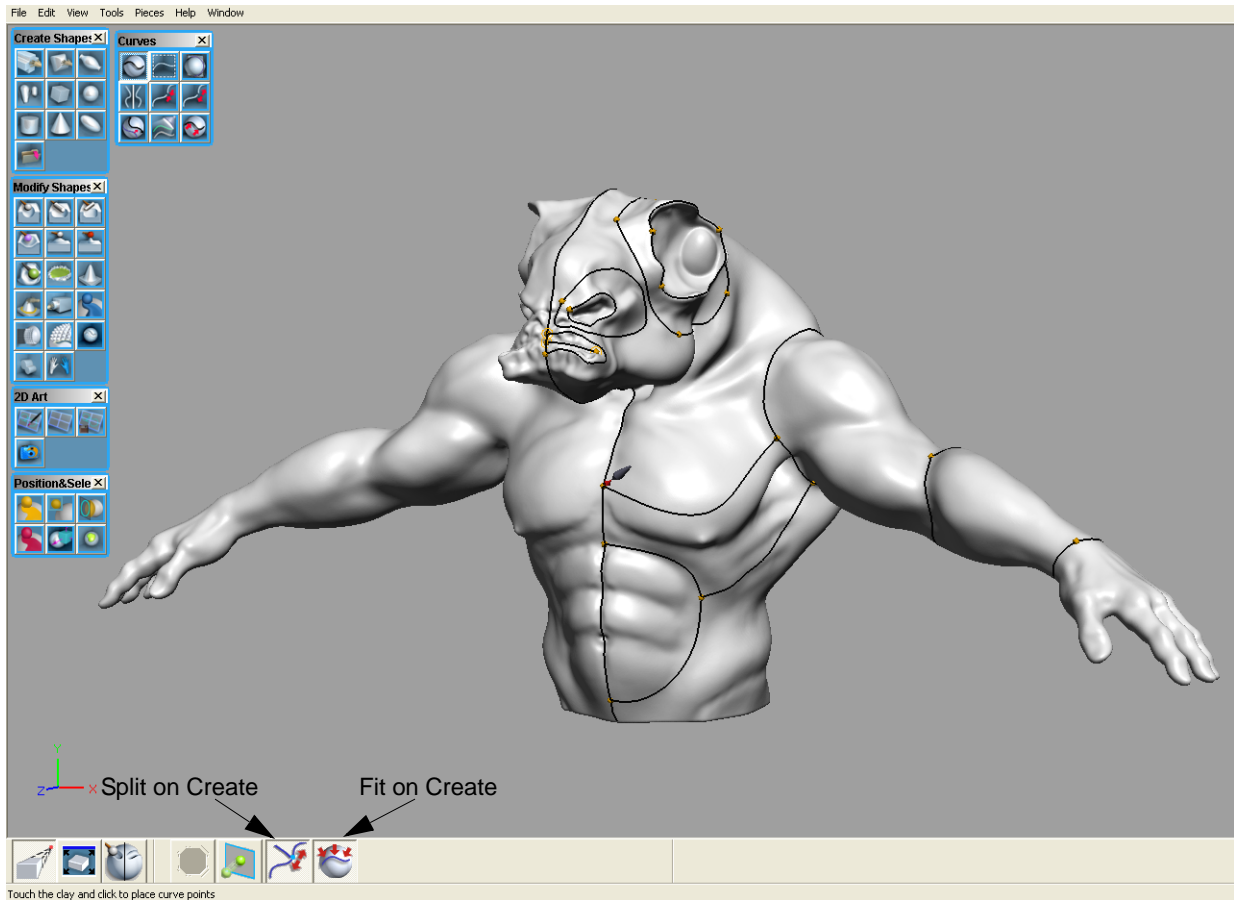 File Edit View Tools Pieces Help Window
Create Shapes
Curves
Modify Shapes
2D Art
Position&Sele
Y
Z
X
Split on Create
Fit on Create
Touch the clay and click to place curve points